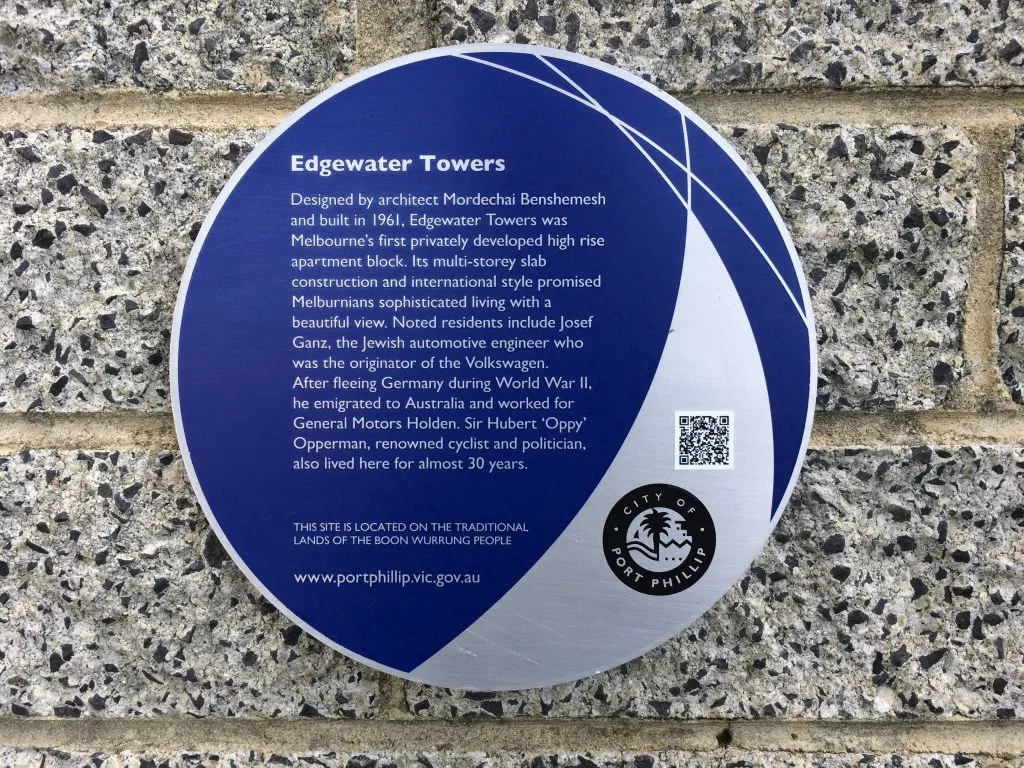 Edgewater Towers
Designed by architect Mordechai Benshemesh
and built in 1961, Edgewater Towers was
Melbourne's first privately developed high rise
apartment block. Its multi-storey slab
construction and international style promised
Melburnians sophisticated living with a
beautiful view. Noted residents include Josef
Ganz, the Jewish automotive engineer who
was the originator of the Volkswagen.
After fleeing Germany during World War II,
he emigrated to Australia and worked for
General Motors Holden. Sir Hubert 'Oppy'
Opperman, renowned cyclist and politician,
also lived here for almost 30 years.
THIS SITE IS LOCATED ON THE TRADITIONAL
LANDS OF THE BOON WURRUNG PEOPLE
www.portphillip.vic.gov.au
CITY OF
PORT PHILLIP